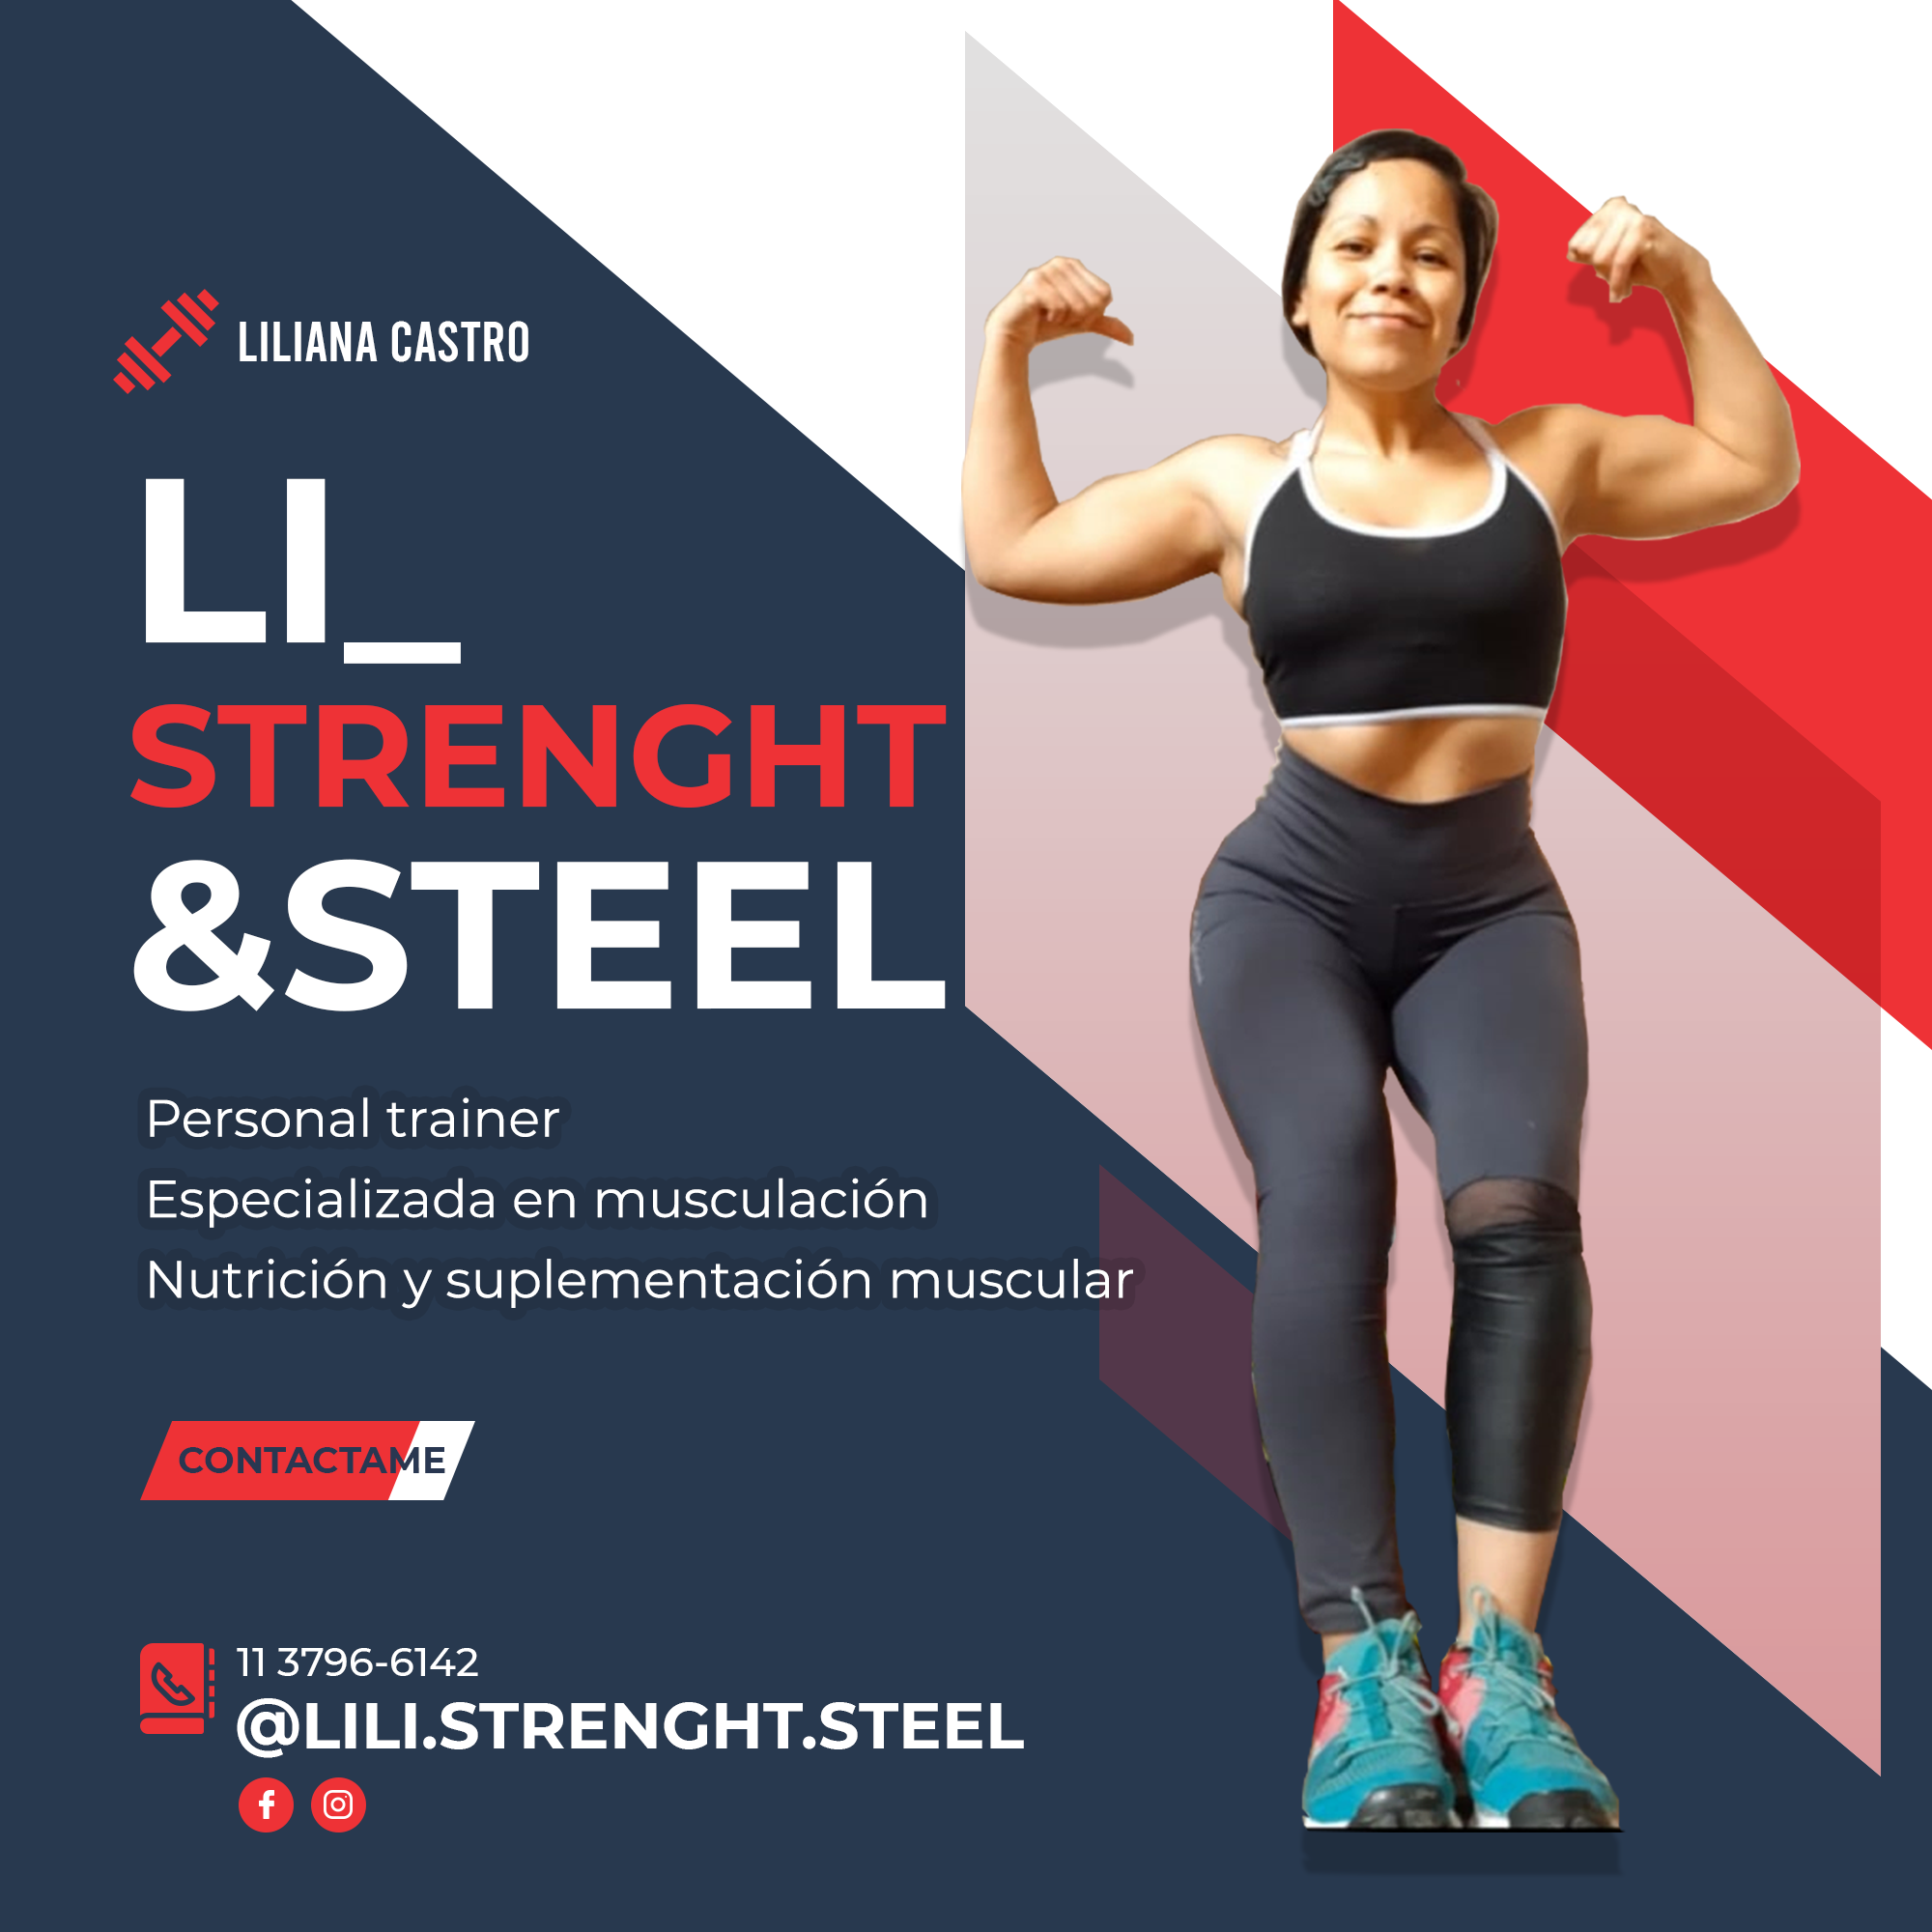 LILIANA CASTRO
LI_
STRENGHT
&STEEL
Personal trainer
Especializada en musculación
Nutrición y suplementación muscular
CONTACTAME
11 3796-6142
@LILI.STRENGHT.STEEL